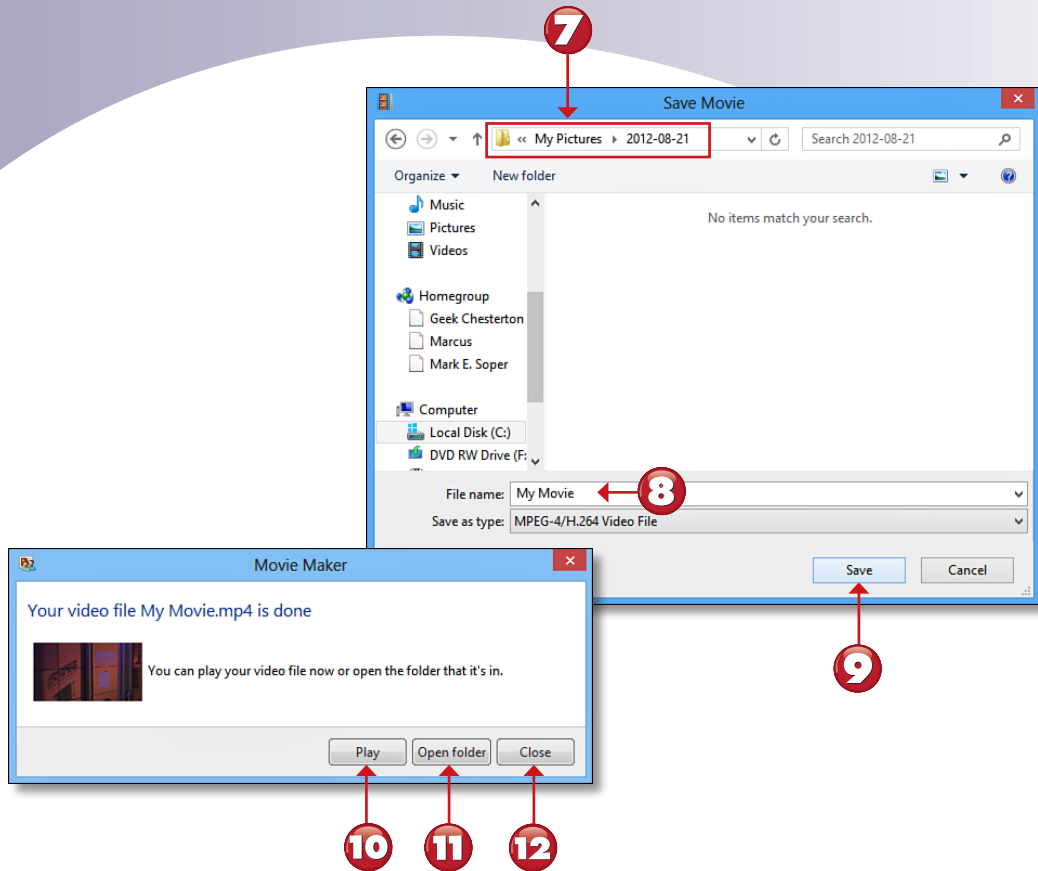 7
Save Movie
« My Pictures 2012-08-21
Search 2012-08-21
Organize
New folder
Music
Pictures
Videos
Homegroup
Geek Chesterton
Marcus
Mark E. Soper
Computer
Local Disk (C:)
DVD RW Drive (F:
No items match your search.
File name: My Movie
8
Save as type: MPEG-4/H.264 Video File
Save
Cancel
9
Movie Maker
Your video file My Movie.mp4 is done
You can play your video file now or open the folder that it's in.
Play
Open folder
Close
10
11
12